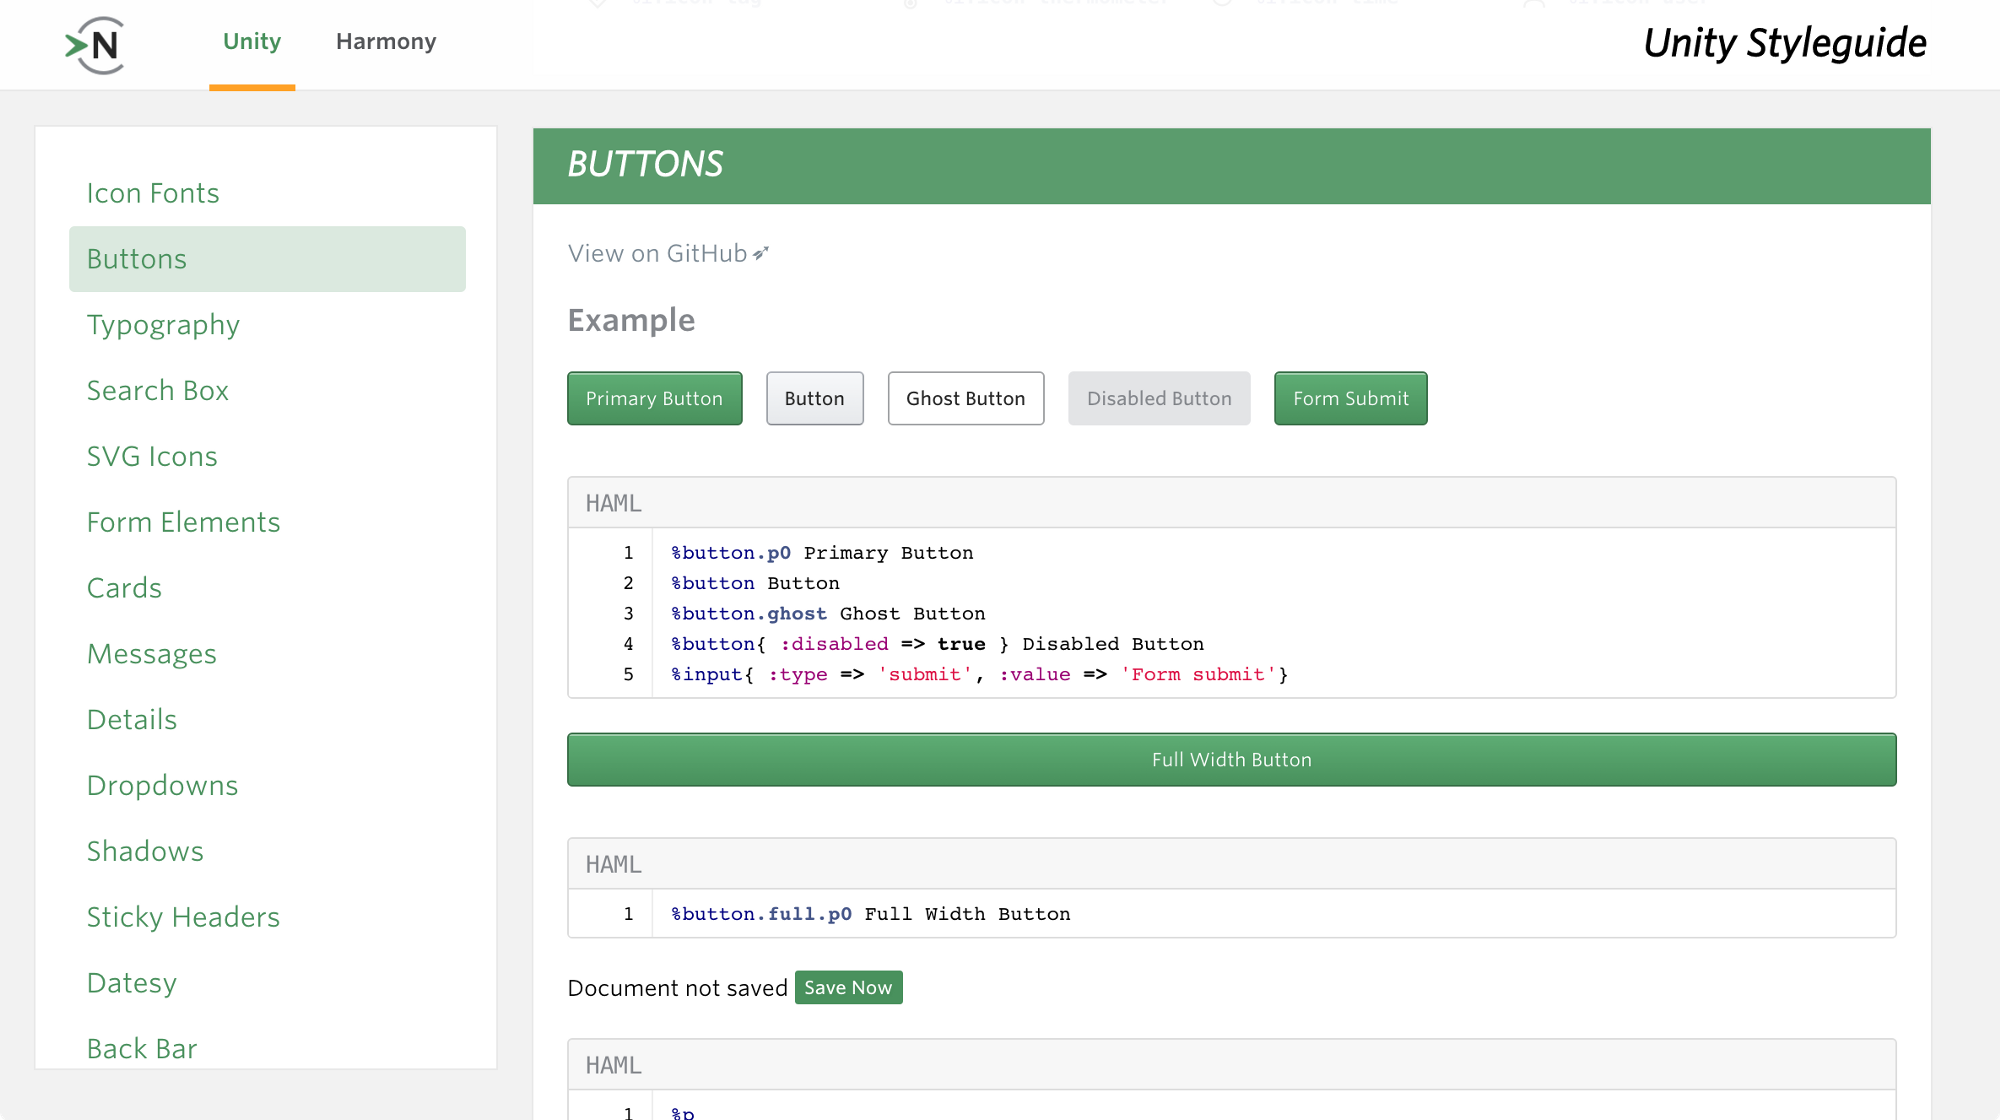 N
Unity
Harmony
Unity Styleguide
Icon Fonts
Buttons
Typography
Search Box
SVG Icons
Form Elements
Cards
Messages
Details
Dropdowns
Shadows
Sticky Headers
Datesy
Back Bar
BUTTONS
View on GitHub
Example
Primary Button
Button
Ghost Button
Disabled Button
Form Submit
HAML
1 %button.p0 Primary Button
2 %button Button
3 %button.ghost Ghost Button
4 %button{ :disabled => true } Disabled Button
5 %input{ :type => 'submit', :value => 'Form submit'}
Full Width Button
HAML
1 %button.full.p0 Full Width Button
Document not saved Save Now
HAML
1 %p